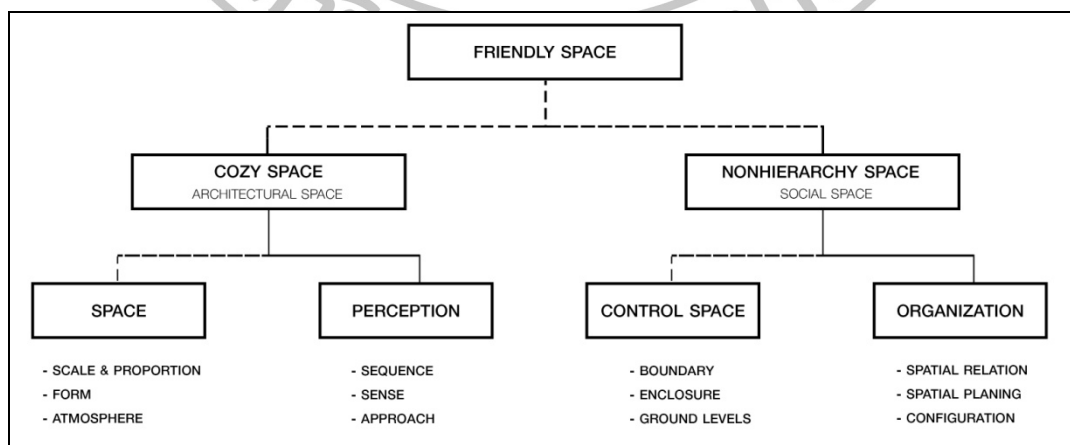 FRIENDLY SPACE
COZY SPACE
ARCHITECTURAL SPACE
NONHIERARCHY SPACE
SOCIAL SPACE
SPACE
PERCEPTION
CONTROL SPACE
ORGANIZATION
- SCALE & PROPORTION
- FORM
- ATMOSPHERE
- SEQUENCE
- SENSE
- APPROACH
- BOUNDARY
- ENCLOSURE
- GROUND LEVELS
- SPATIAL RELATION
- SPATIAL PLANING
- CONFIGURATION